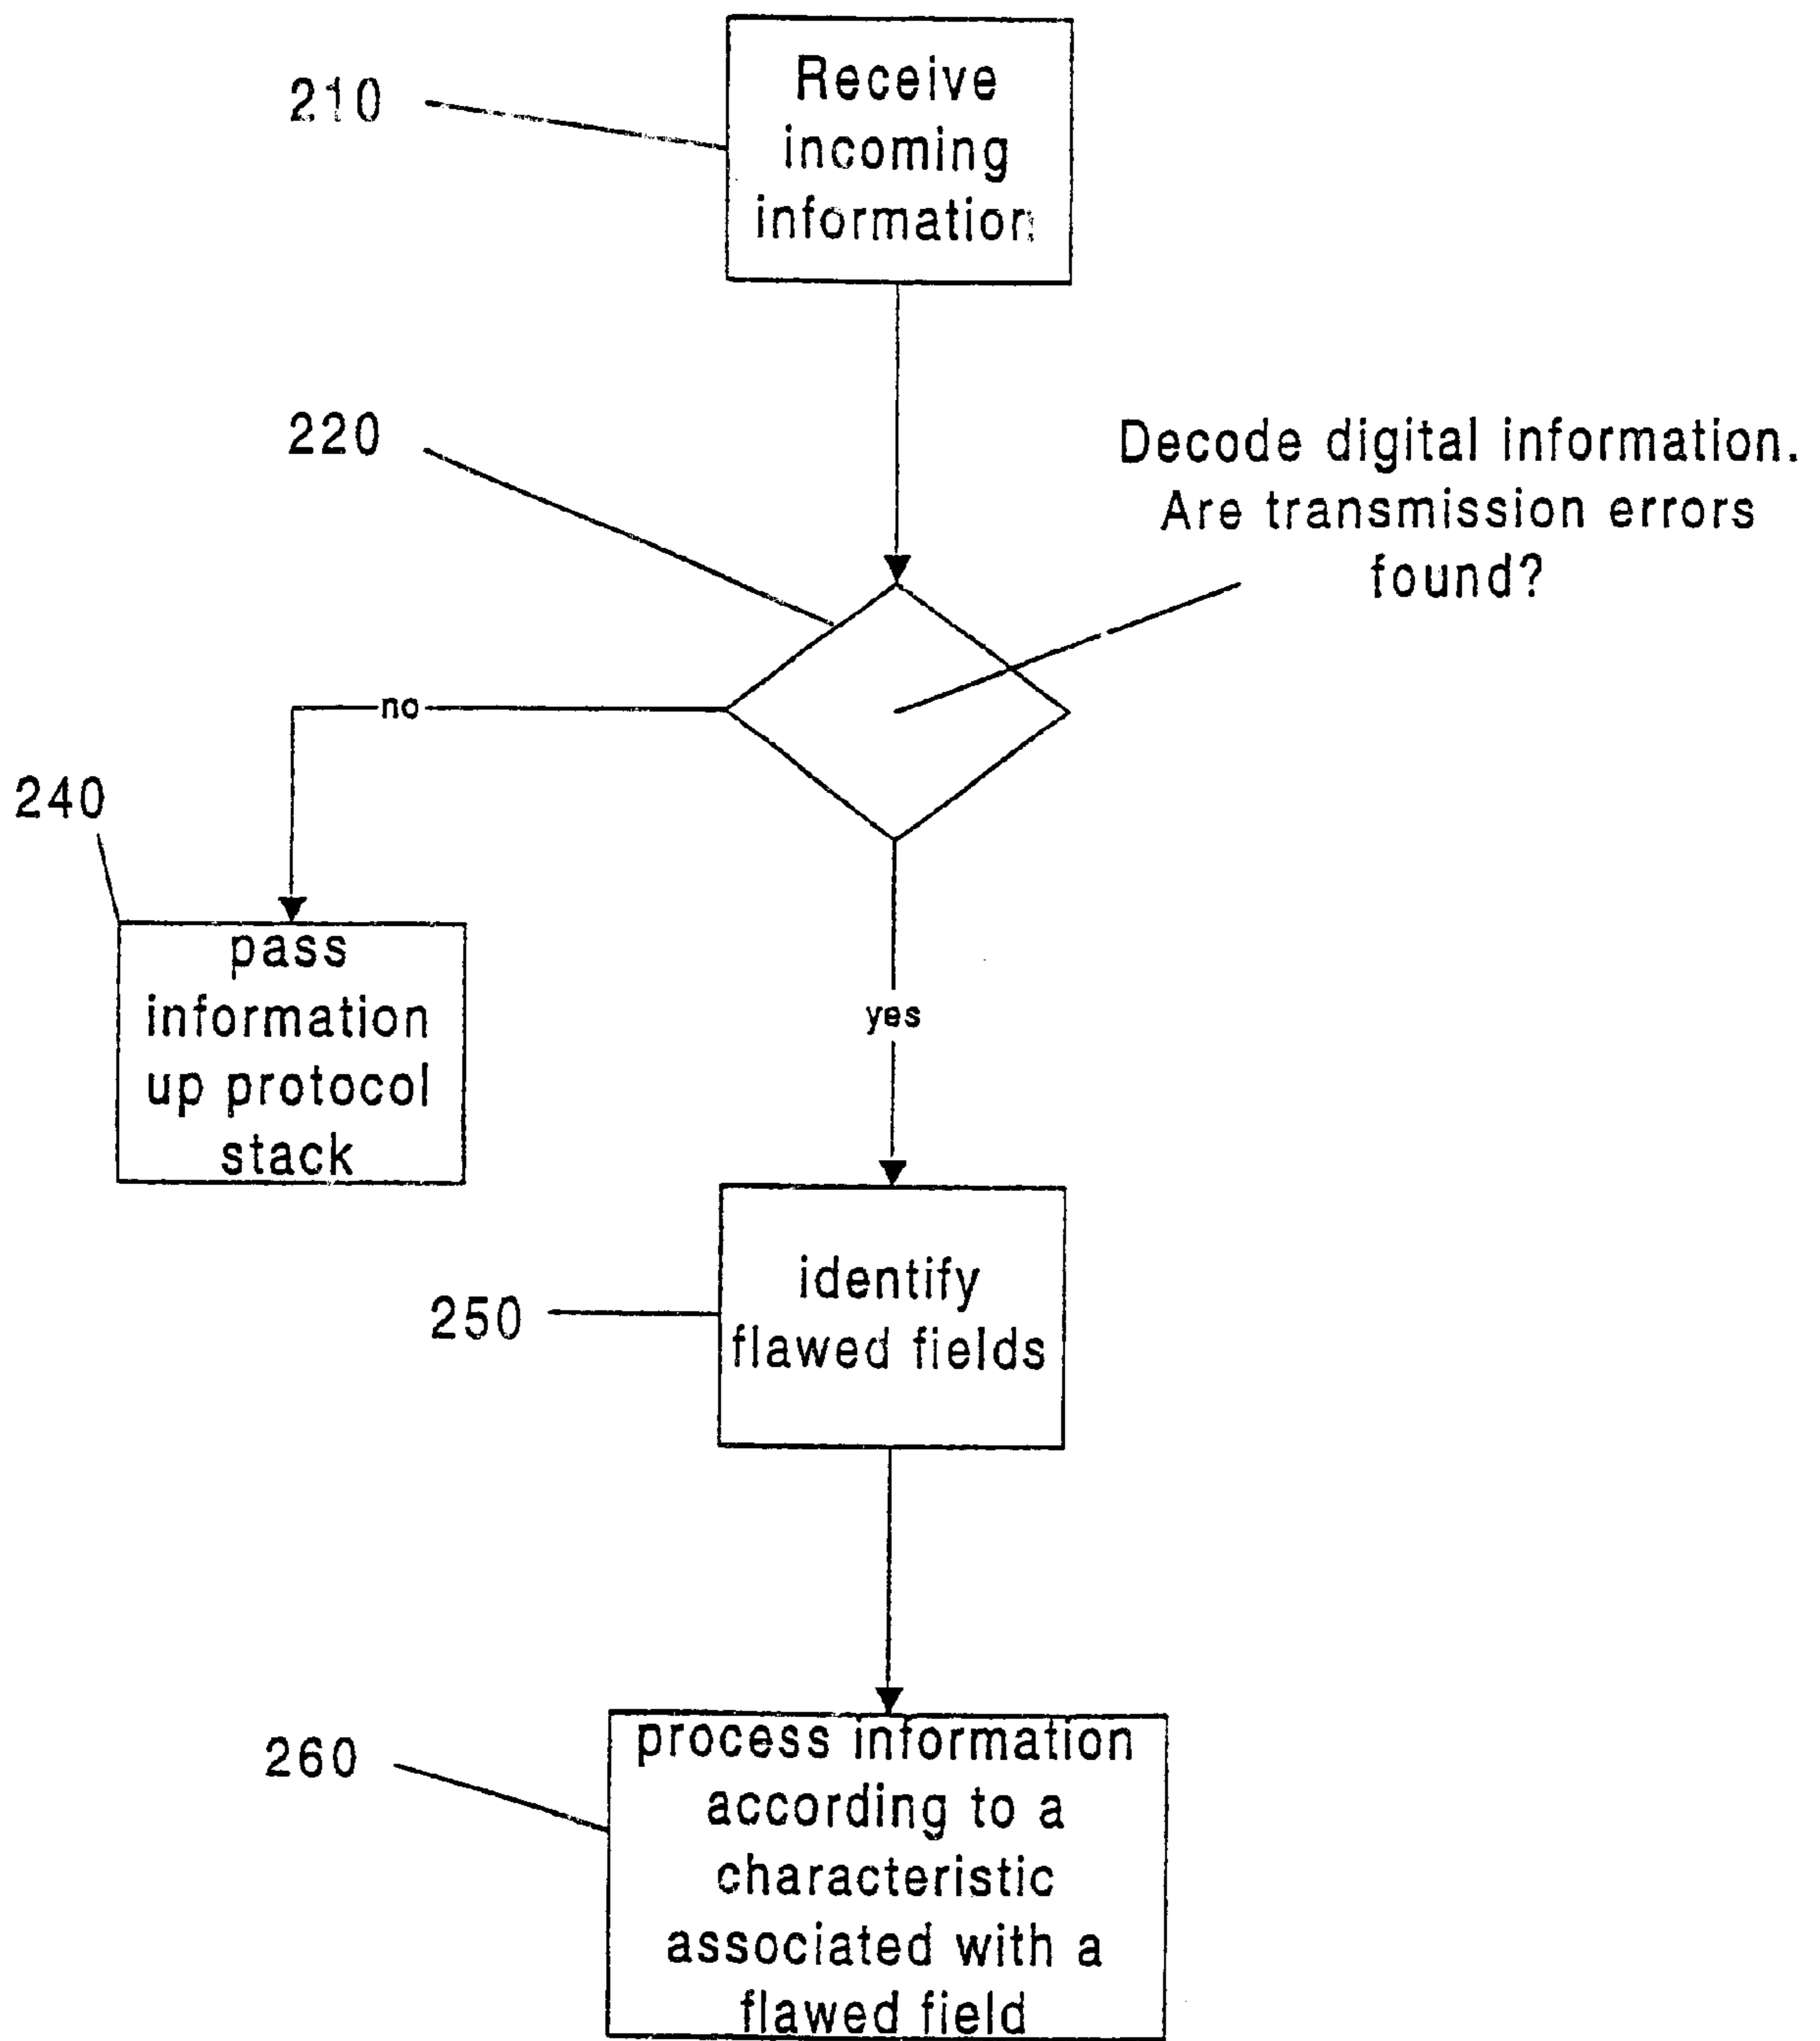 210
Receive
incoming
information
220
Decode digital information.
Are transmission errors
found?
no
240
pass
information
up protocol
stack
yes
250
identify
flawed fields
260
process information
according to a
characteristic
associated with a
flawed field